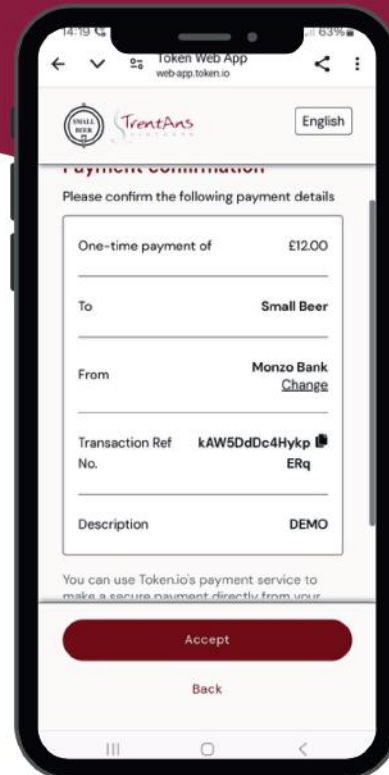 14:19
63%
Token Web App
web-app.token.io
SMALL
BEER
TrentAns
English
Payment confirmation
Please confirm the following payment details
One-time payment of £12.00
To Small Beer
From Monzo Bank
Change
Transaction Ref kAW5DdDc4Hykp
No. ERq
Description DEMO
You can use Token.io's payment service to
make a secure payment directly from your
Accept
Back